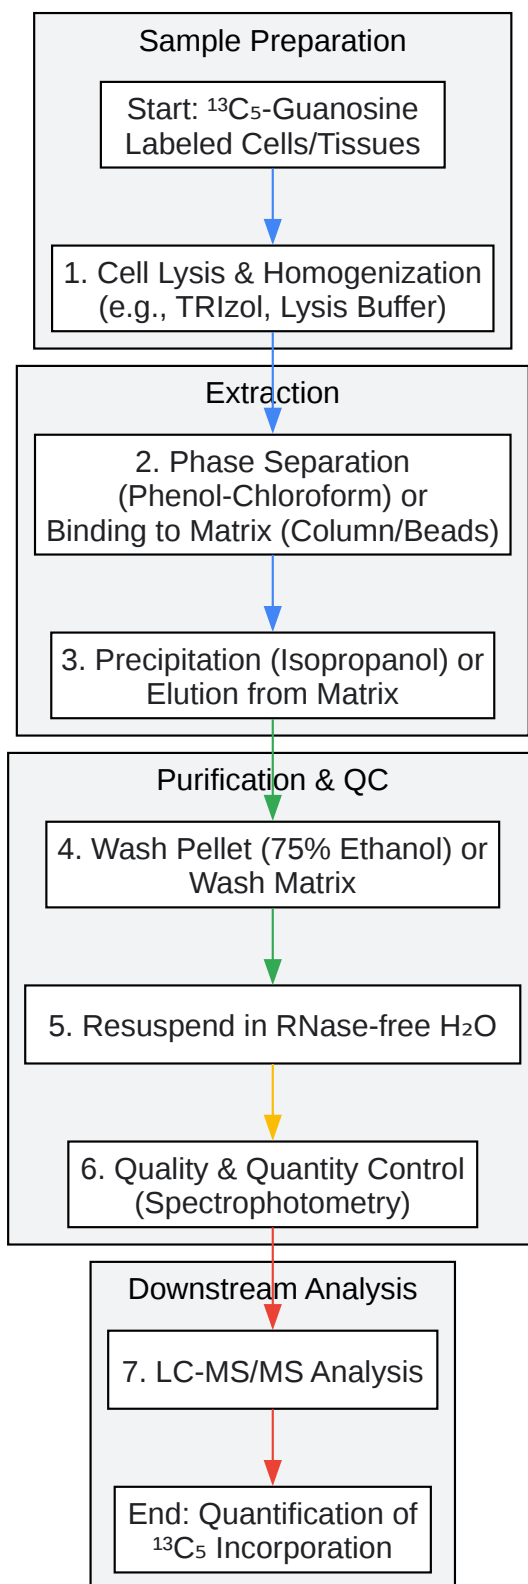 Sample Preparation
Start: ¹³C₅-Guanosine
Labeled Cells/Tissues
1. Cell Lysis & Homogenization
(e.g., TRIzol, Lysis Buffer)
Extraction
2. Phase Separation
(Phenol-Chloroform) or
Binding to Matrix (Column/Beads)
3. Precipitation (Isopropanol) or
Elution from Matrix
Purification & QC
4. Wash Pellet (75% Ethanol) or
Wash Matrix
5. Resuspend in RNase-free H₂O
6. Quality & Quantity Control
(Spectrophotometry)
Downstream Analysis
7. LC-MS/MS Analysis
End: Quantification of
¹³C₅ Incorporation